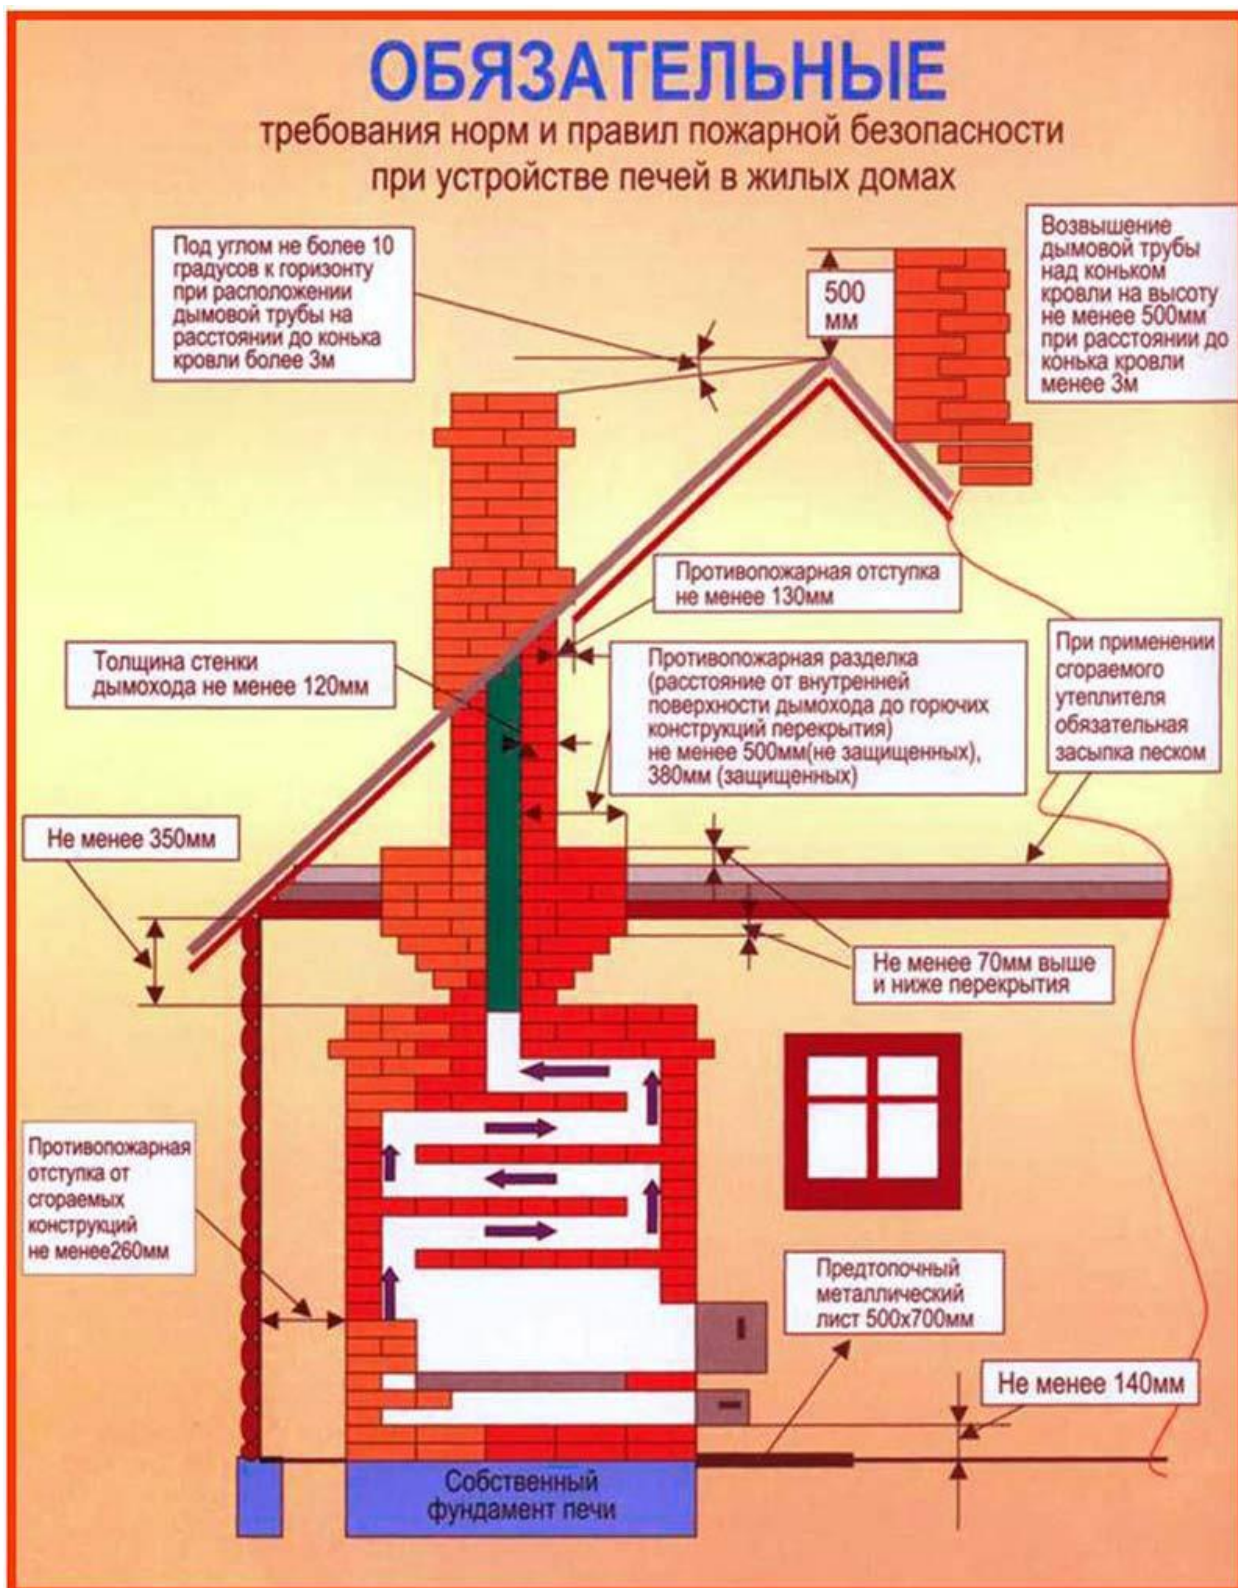 ОБЯЗАТЕЛЬНЫЕ
требования норм и правил пожарной безопасности
при устройстве печей в жилых домах
Под углом не более 10
градусов к горизонту
при расположении
дымовой трубы на
расстоянии до конька
кровли более 3м
500
мм
Возвышение
дымовой трубы
над коньком
кровли на высоту
не менее 500мм
при расстоянии до
конька кровли
менее 3м
Противопожарная отступка
не менее 130мм
Толщина стенки
дымохода не менее 120мм
Противопожарная разделка
(расстояние от внутренней
поверхности дымохода до горючих
конструкций перекрытия)
не менее 500мм(не защищенных),
380мм (защищенных)
При применении
сгораемого
утеплителя
обязательная
засыпка песком
Не менее 350мм
Не менее 70мм выше
и ниже перекрытия
Противопожарная
отступка от
сгораемых
конструкций
не менее260мм
Предтопочный
металлический
лист 500х700мм
Не менее 140мм
Собственный
фундамент печи